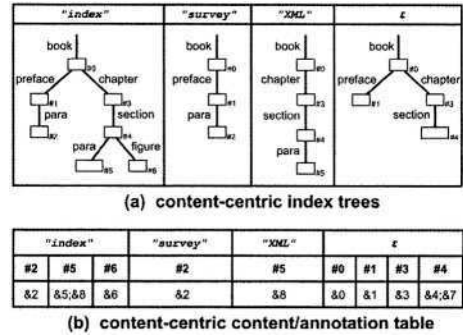 "index" "survey" "XML" ε
book book book book
#0 #0 #0 #0
preface chapter preface chapter preface chapter
#1 #3 #1 #3 #1 #3
para section para section section
#2 #4 #2 #4 #4
para figure para
#5 #6 #5
(a) content-centric index trees
"index" "survey" "XML" ε
#2 #5 #6 #2 #5 #0 #1 #3 #4
&2 &5;&8 &6 &2 &8 &0 &1 &3 &4;&7
(b) content-centric content/annotation table